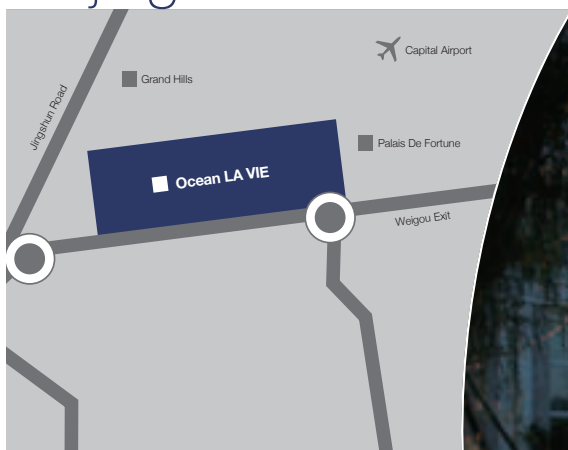 Capital Airport
Grand Hills
Jingshun Road
Palais De Fortune
Ocean LA VIE
Weigou Exit